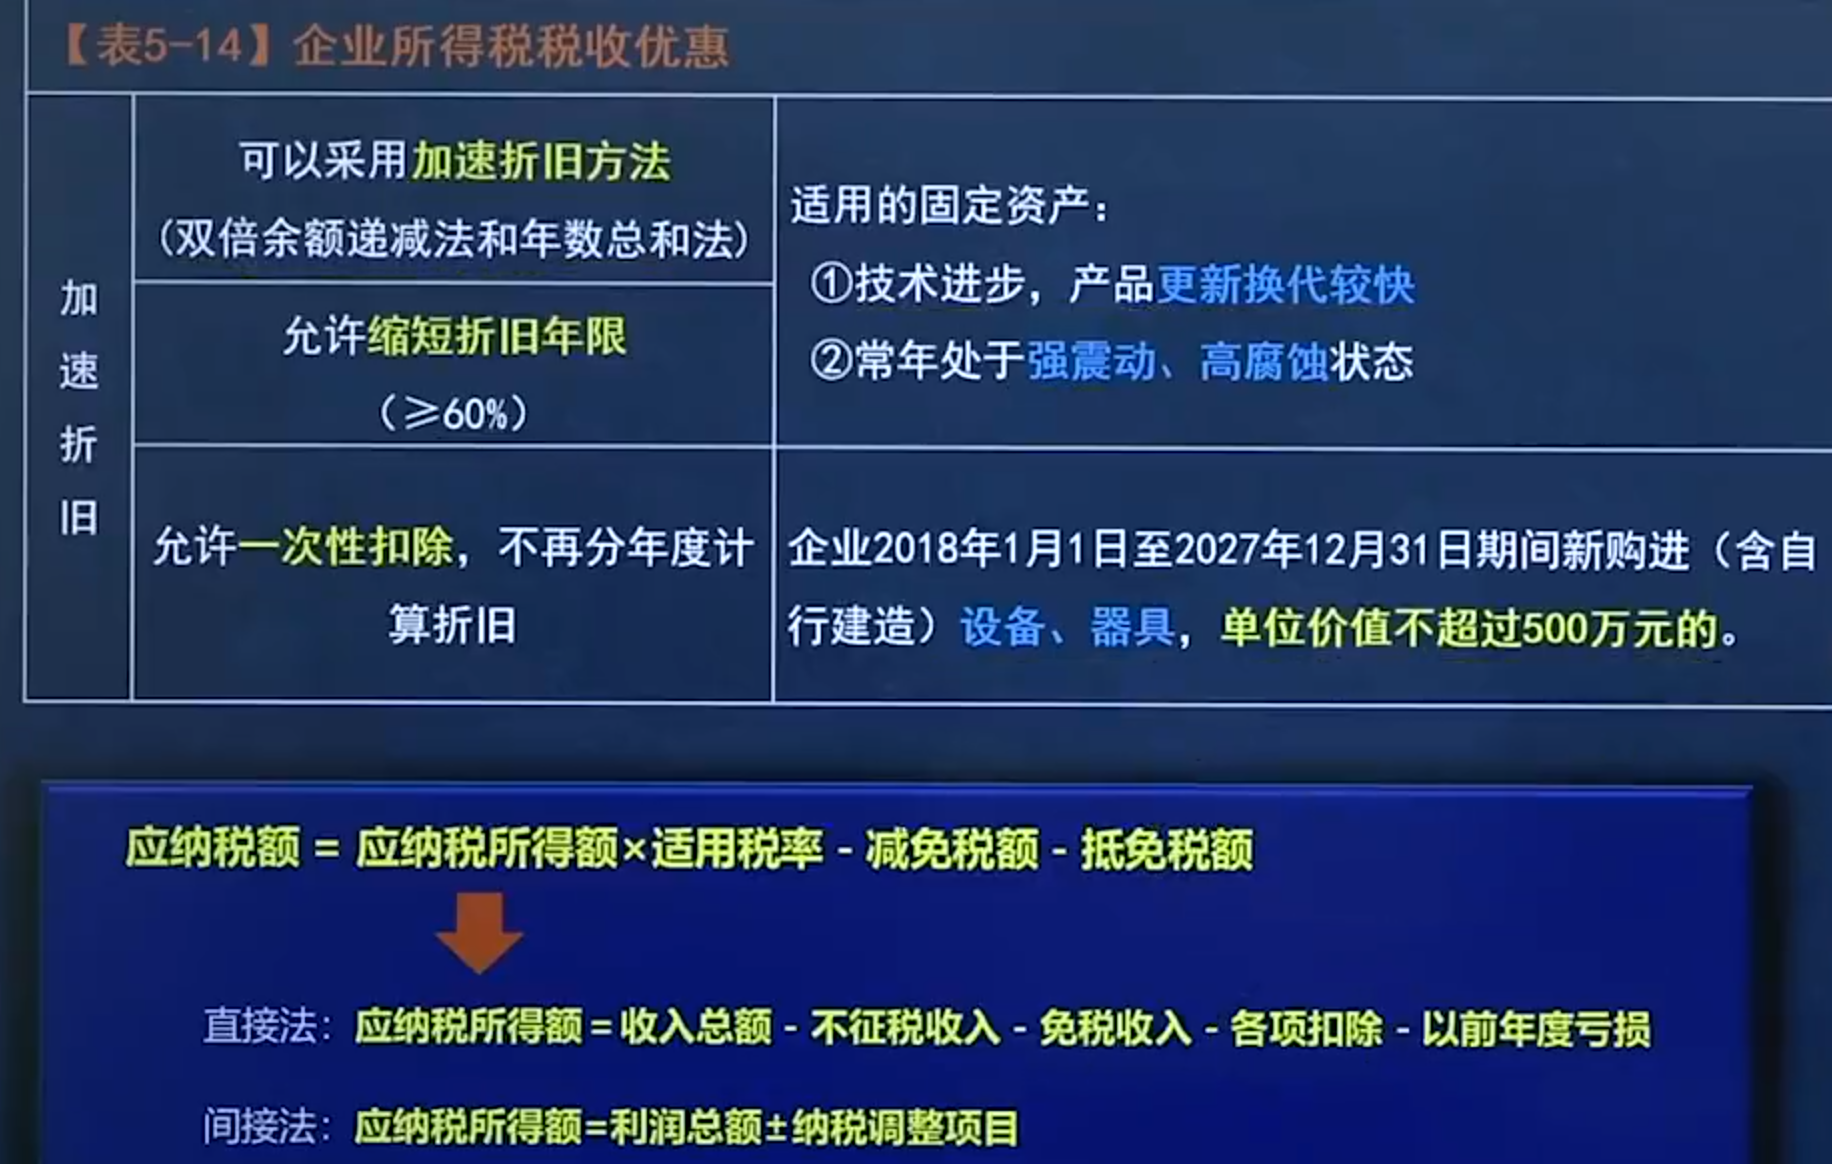 【表5-14】企业所得税税收优惠
加速折旧
可以采用加速折旧方法
(双倍余额递减法和年数总和法)
允许缩短折旧年限
（≥60%）
适用的固定资产：
①技术进步，产品更新换代较快
②常年处于强震动、高腐蚀状态
允许一次性扣除，不再分年度计
算折旧
企业2018年1月1日至2027年12月31日期间新购进（含自
行建造）设备、器具，单位价值不超过500万元的。
应纳税额 = 应纳税所得额×适用税率 - 减免税额 - 抵免税额
直接法：应纳税所得额 = 收入总额 - 不征税收入 - 免税收入 - 各项扣除 - 以前年度亏损
间接法：应纳税所得额=利润总额±纳税调整项目